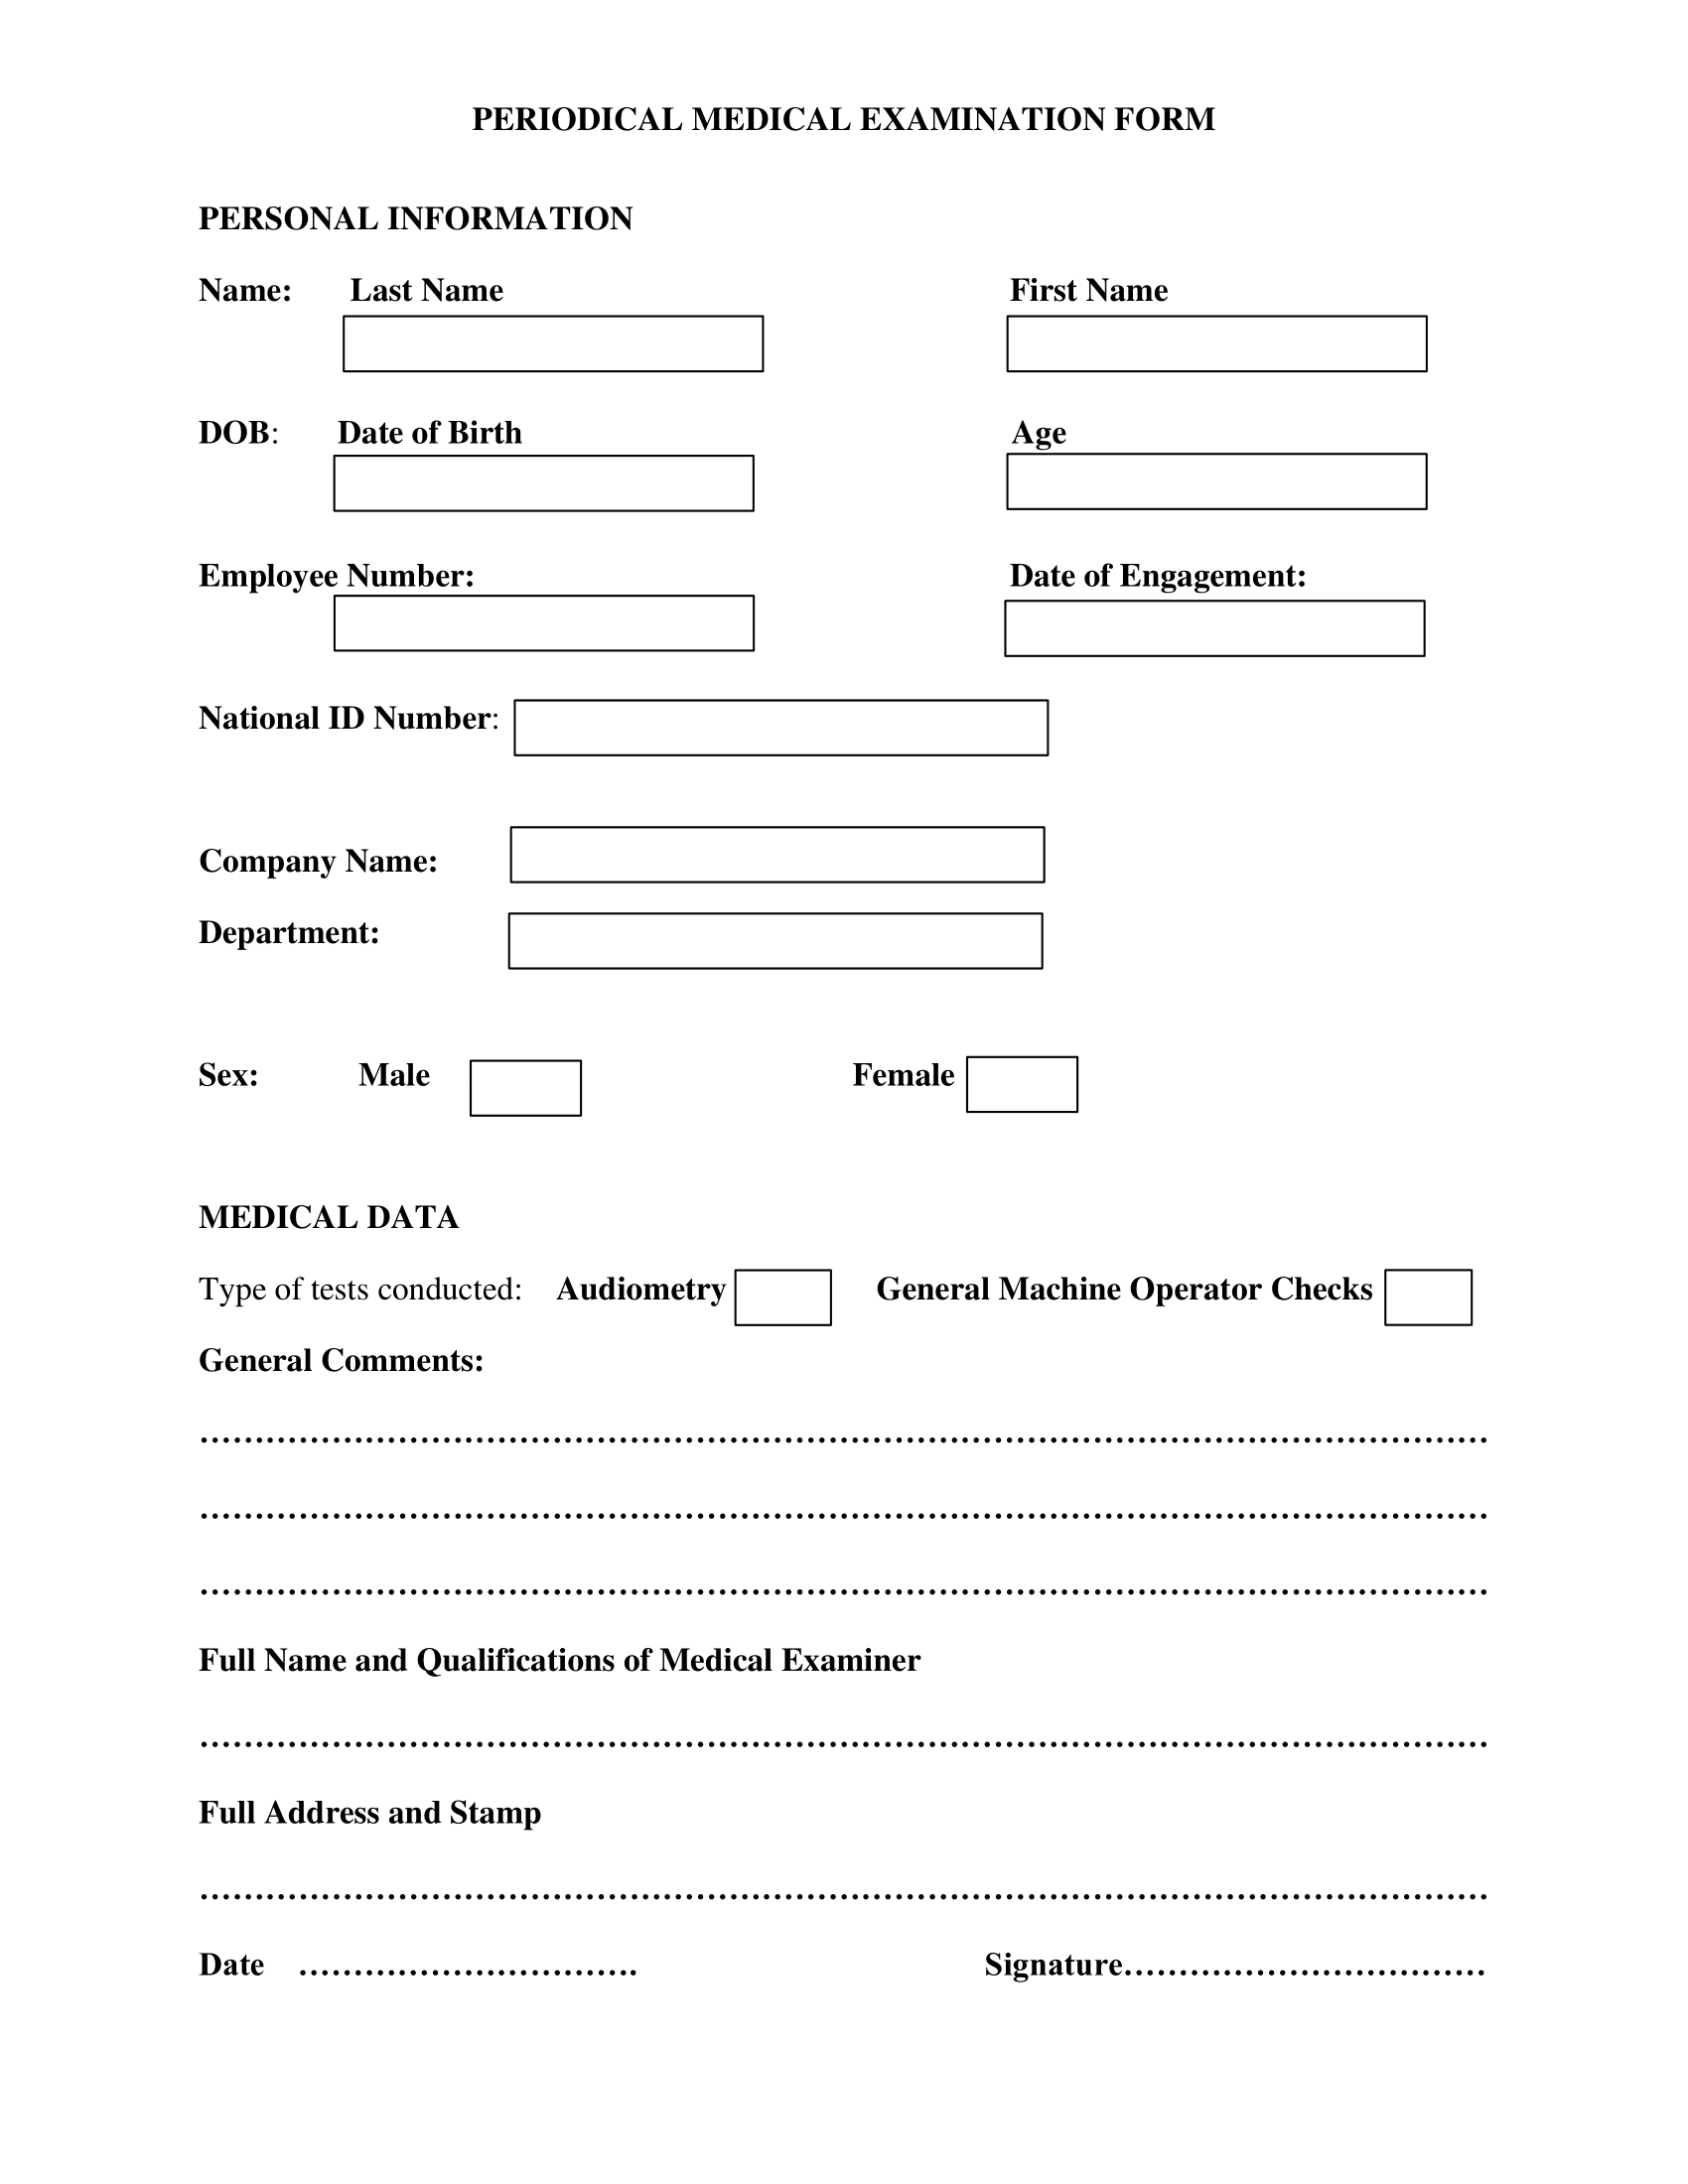 PERIODICAL MEDICAL EXAMINATION FORM
PERSONAL INFORMATION
Name: Last Name First Name
DOB: Date of Birth Age
Employee Number: Date of Engagement:
National ID Number:
Company Name:
Department:
Sex: Male Female
MEDICAL DATA
Type of tests conducted: Audiometry General Machine Operator Checks
General Comments:
……………………………………………………………………………………………………
……………………………………………………………………………………………………
……………………………………………………………………………………………………
Full Name and Qualifications of Medical Examiner
……………………………………………………………………………………………………
Full Address and Stamp
……………………………………………………………………………………………………
Date …………………………. Signature……………………………